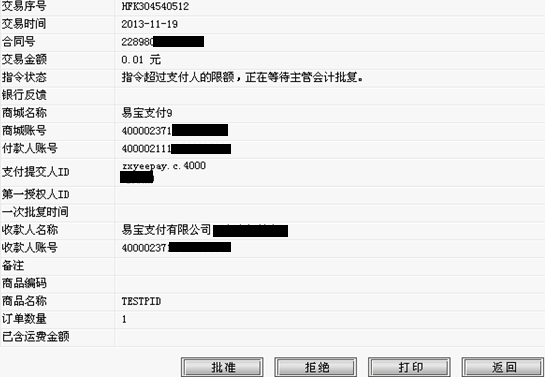 交易序号 HFK304540512
交易时间 2013-11-19
合同号 228980
交易金额 0.01 元
指令状态 指令超过支付人的限额，正在等待主管会计批复。
银行反馈
商城名称 易宝支付9
商城账号 400002371
付款人账号 400002111
支付提交人ID zxyeepay.c.4000
第一授权人ID
一次批复时间
收款人名称 易宝支付有限公司
收款人账号 400002371
备注
商品编码
商品名称 TESTPID
订单数量 1
已含运费金额
批准 拒绝 打印 返回